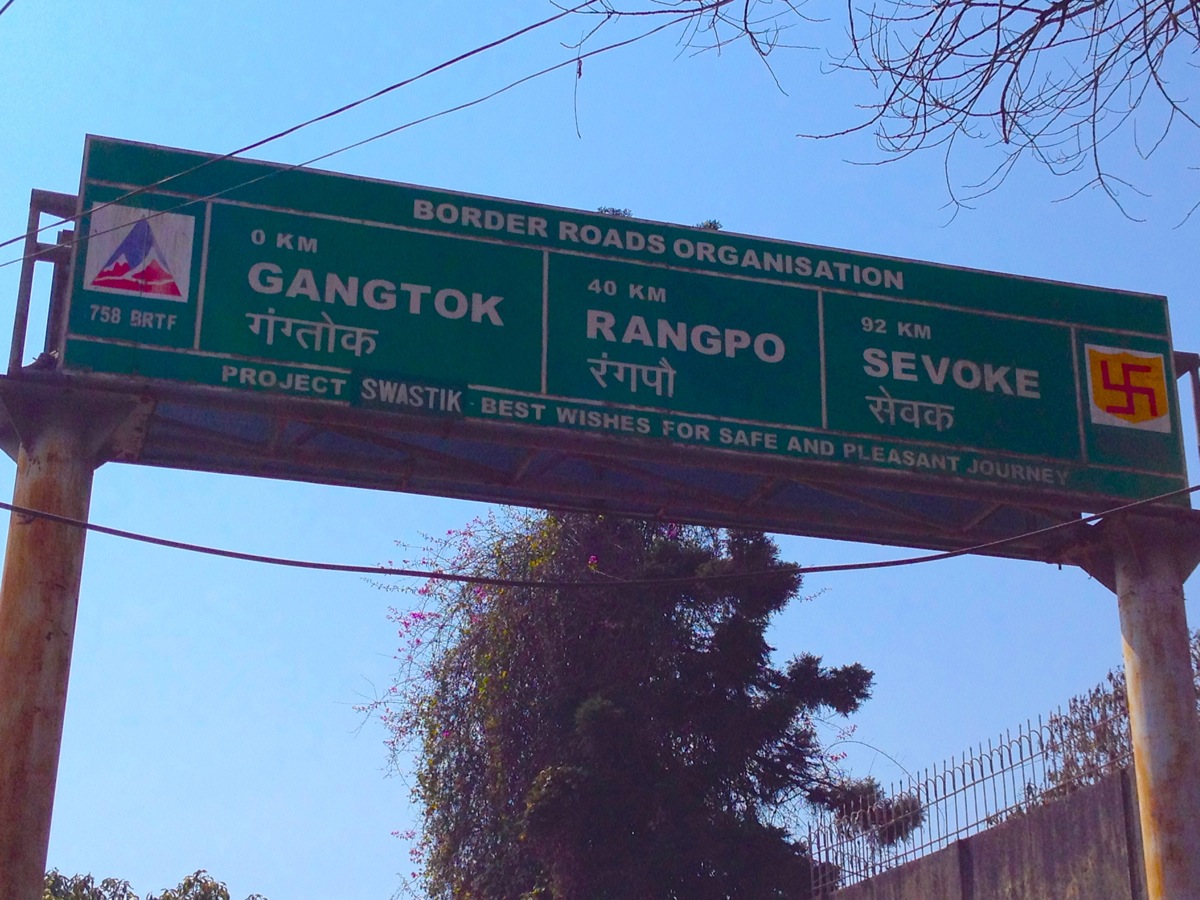 BORDER ROADS ORGANISATION
758 BRTF
0 KM
GANGTOK
गंग्तोक
40 KM
RANGPO
रंगपौ
92 KM
SEVOKE
सेवक
PROJECT SWASTIK - BEST WISHES FOR SAFE AND PLEASANT JOURNEY